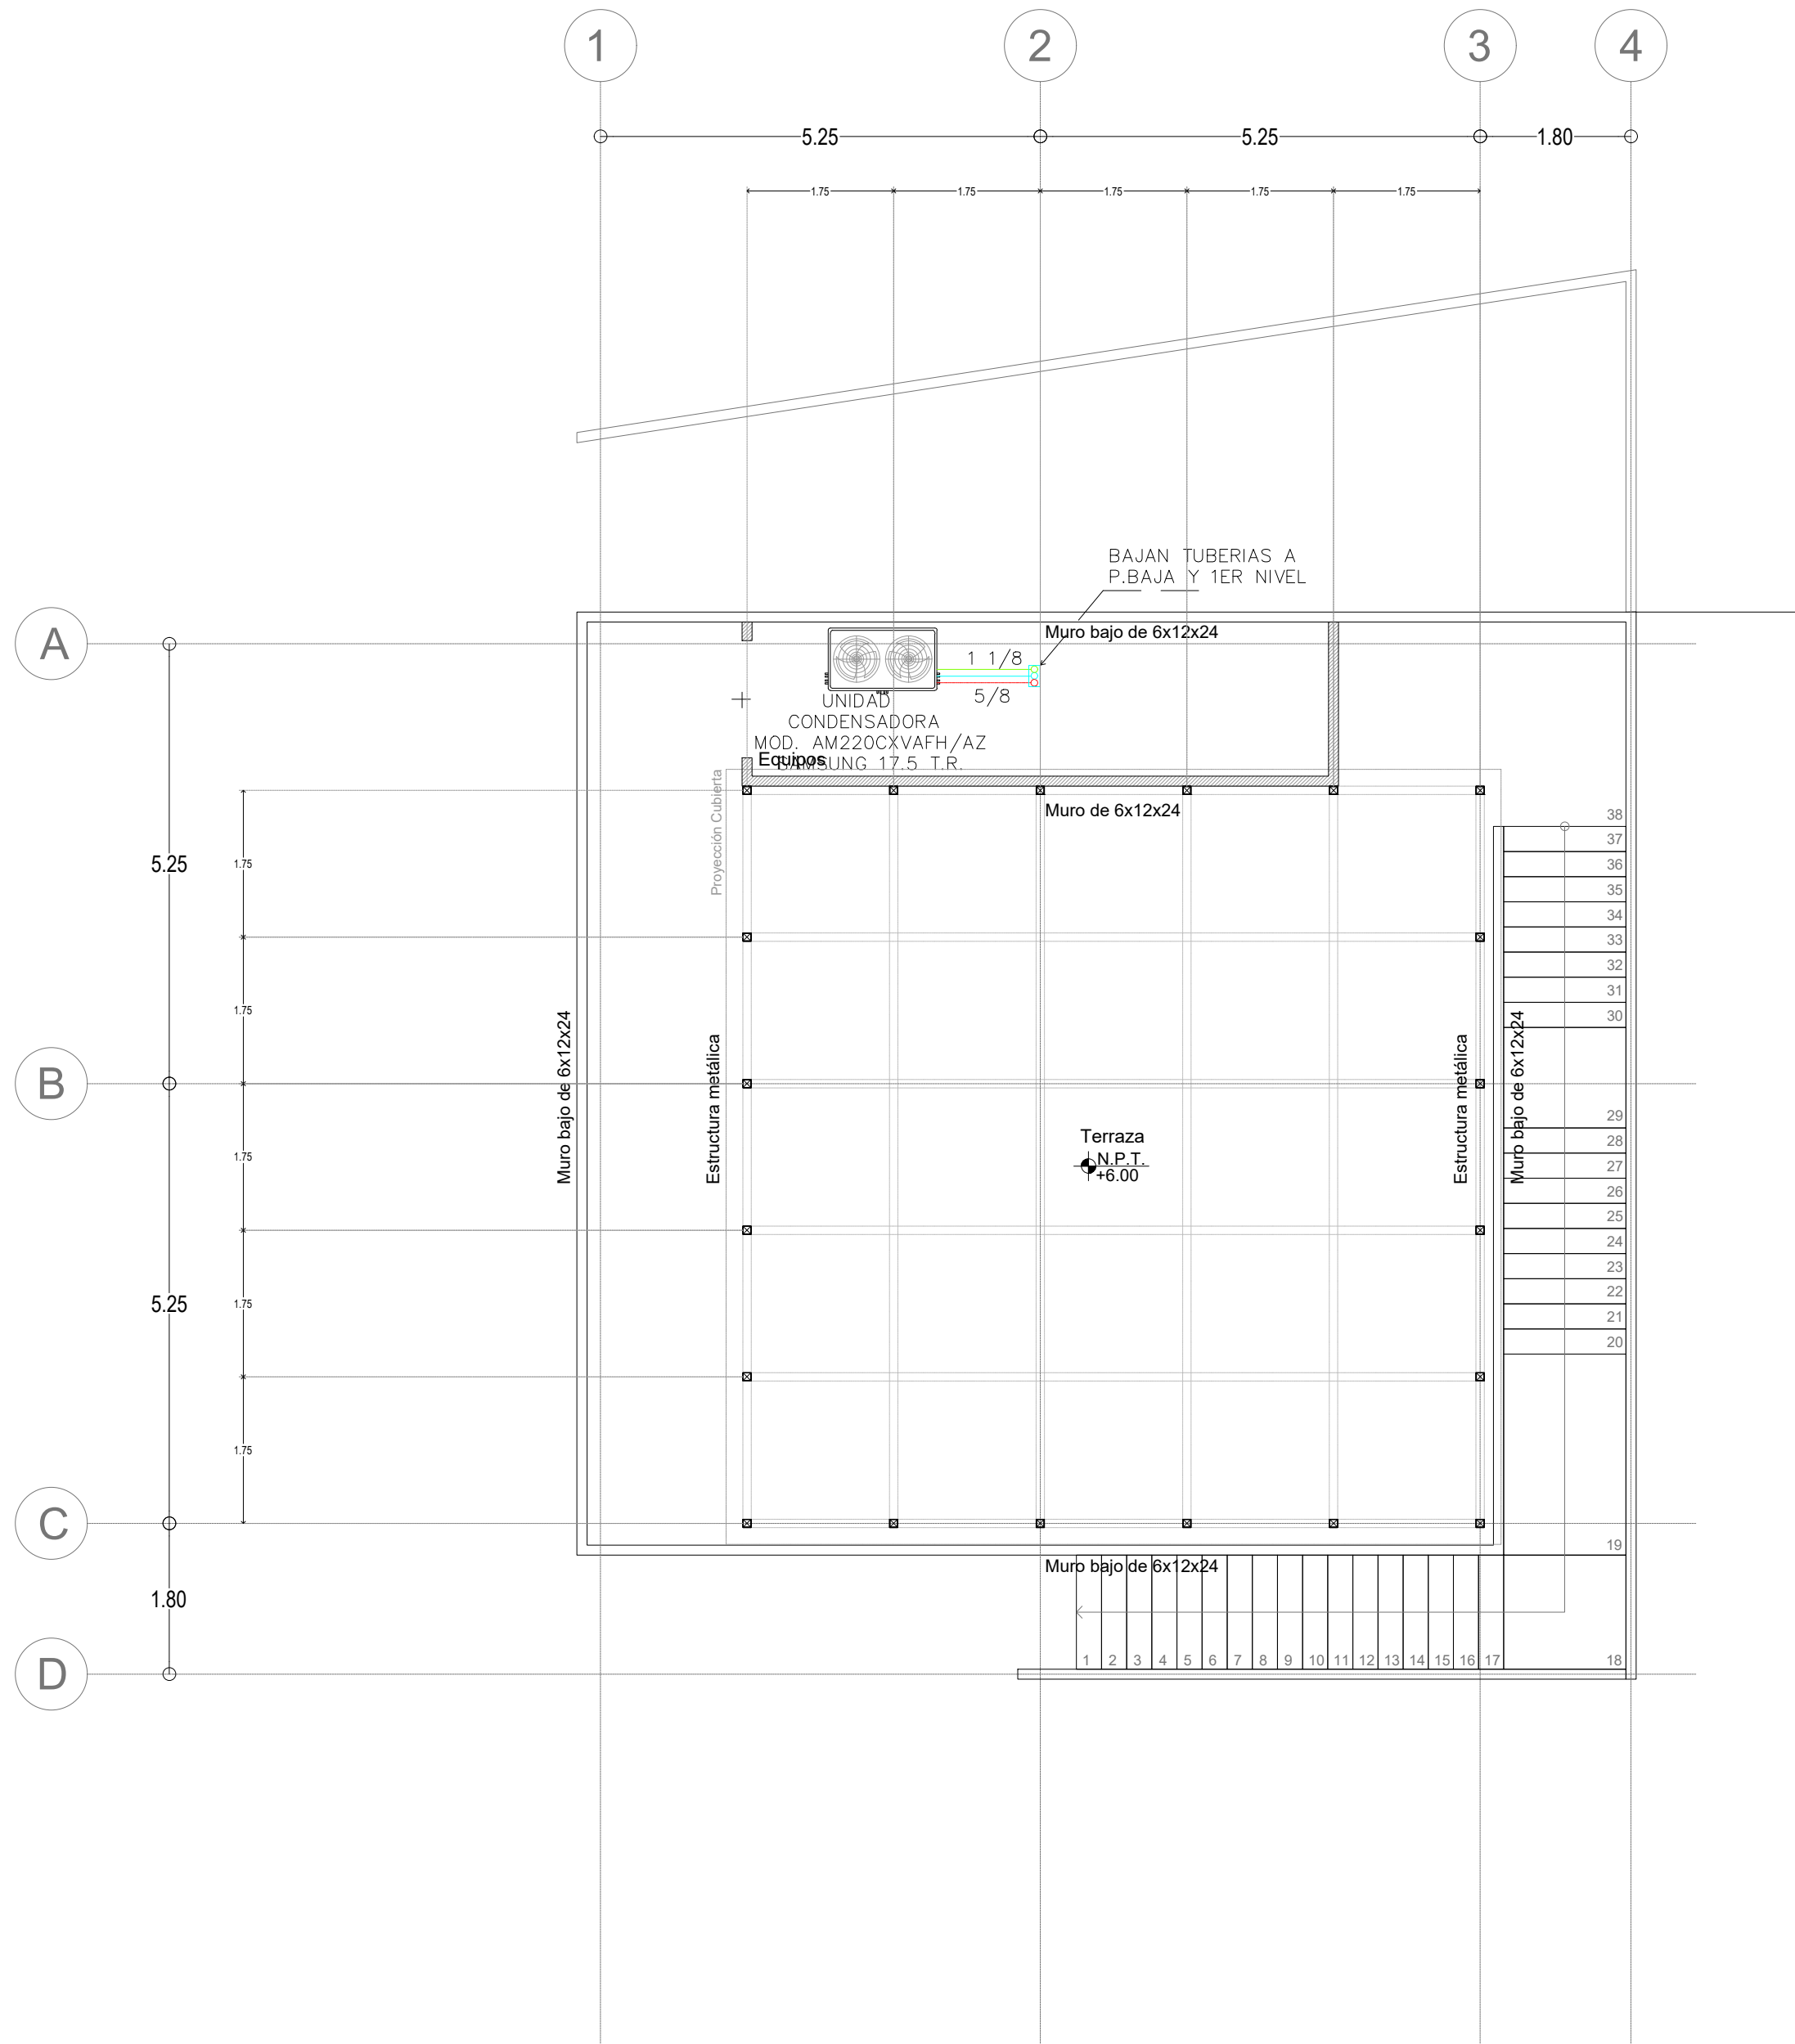 1
2
3
4
5.25
5.25
1.80
1.75
1.75
1.75
1.75
1.75
BAJAN TUBERIAS A
P.BAJA Y 1ER NIVEL
A
Muro bajo de 6x12x24
1 1/8
5/8
UNIDAD
CONDENSADORA
MOD. AM220CXVAFH/AZ
SAMSUNG 17.5 T.R.
Equipos
Proyección Cubierta
Muro de 6x12x24
38
37
36
35
34
33
32
31
30
5.25
1.75
1.75
1.75
1.75
1.75
B
Muro bajo de 6x12x24
Estructura metálica
Terraza
N.P.T.
+6.00
Estructura metálica
Muro bajo de 6x12x24
29
28
27
26
25
24
23
22
21
20
5.25
C
19
Muro bajo de 6x12x24
1.80
D
1 2 3 4 5 6 7 8 9 10 11 12 13 14 15 16 17 18